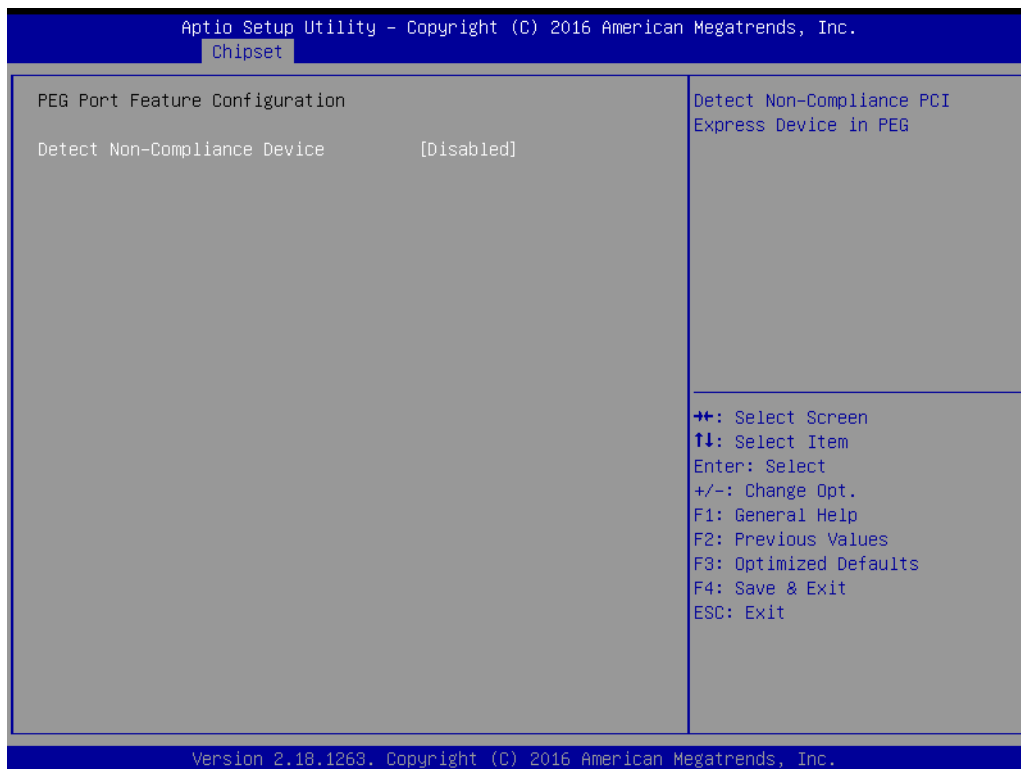 Aptio Setup Utility – Copyright (C) 2016 American Megatrends, Inc.
Chipset
PEG Port Feature Configuration
Detect Non-Compliance Device [Disabled]
Detect Non-Compliance PCI
Express Device in PEG
→←: Select Screen
↑↓: Select Item
Enter: Select
+/-: Change Opt.
F1: General Help
F2: Previous Values
F3: Optimized Defaults
F4: Save & Exit
ESC: Exit
Version 2.18.1263. Copyright (C) 2016 American Megatrends, Inc.